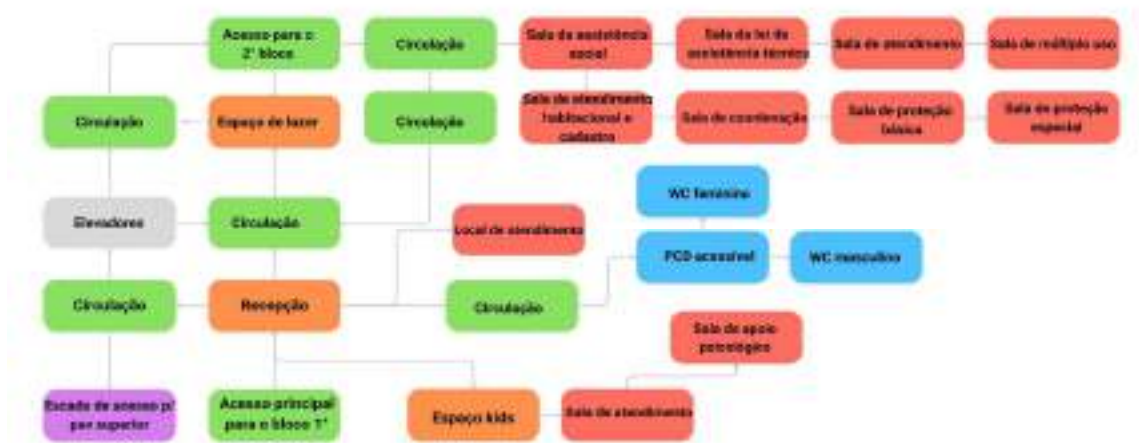 Acesso para o
2° bloco
Circulação
Sala da assistência
social
Sala da lei da
assistência técnica
Sala de atendimento
Sala de múltiplo uso
Circulação
Espaço de lazer
Circulação
Sala de atendimento
habitacional e
cadastro
Sala de coordenação
Sala de proteção
básica
Sala de proteção
especial
WC feminino
Elevadores
Circulação
Local de atendimento
PCD acessível
WC masculino
Circulação
Recepção
Circulação
Sala de apoio
psicológico
Escada de acesso p/
pav superior
Acesso principal
para o bloco 1°
Espaço kids
Sala de atendimento